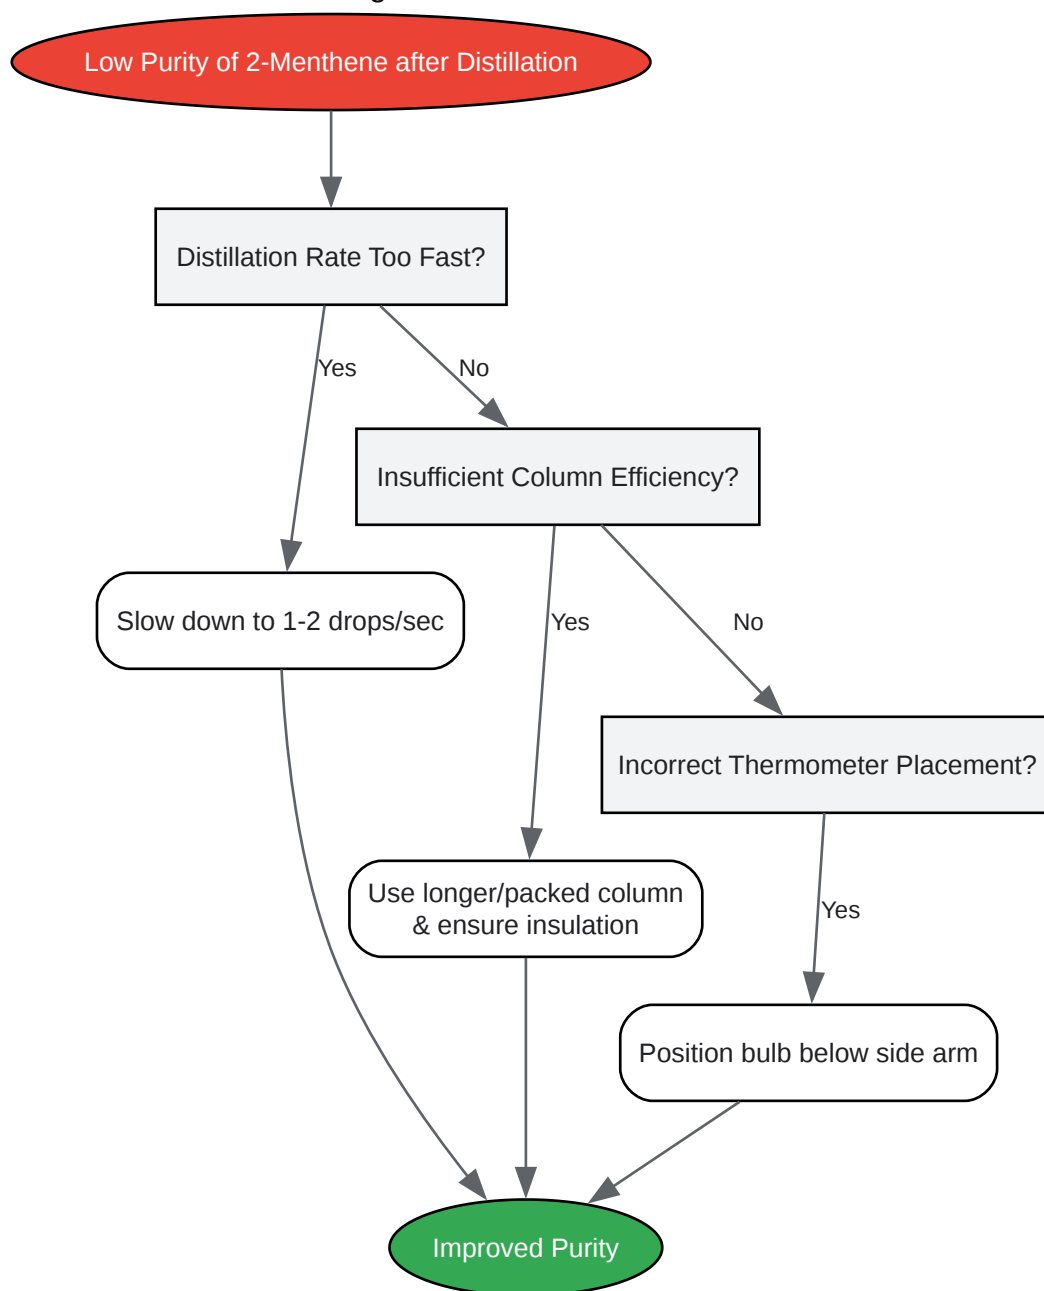 Low Purity of 2-Menthene after Distillation
Distillation Rate Too Fast?
Yes
No
Insufficient Column Efficiency?
Slow down to 1-2 drops/sec
Yes
No
Incorrect Thermometer Placement?
Use longer/packed column
& ensure insulation
Yes
Position bulb below side arm
Improved Purity